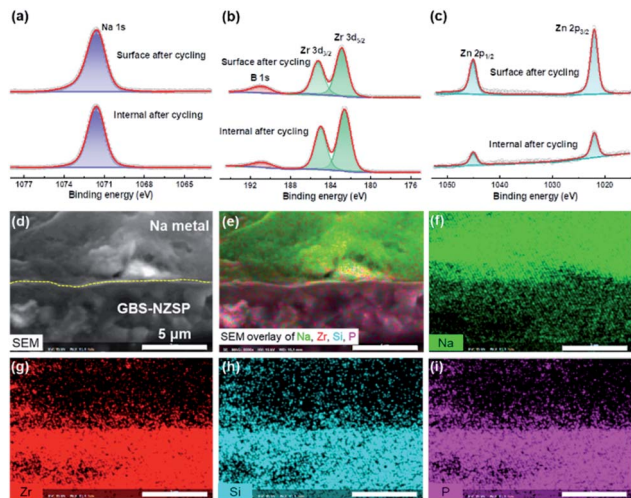 (a)
Na 1s
Surface after cycling
Internal after cycling
1077 1074 1071 1068 1065
Binding energy (eV)
(b)
Zr 3d5/2
Zr 3d3/2
Surface after cycling
B 1s
Internal after cycling
192 188 184 180 176
Binding energy (eV)
(c)
Zn 2p3/2
Zn 2p1/2
Surface after cycling
Internal after cycling
1050 1040 1030 1020
Binding energy (eV)
(d)
Na metal
GBS-NZSP
SEM
5 μm
(e)
SEM overlay of Na, Zr, Si, P
(f)
Na
(g)
Zr
(h)
Si
(i)
P